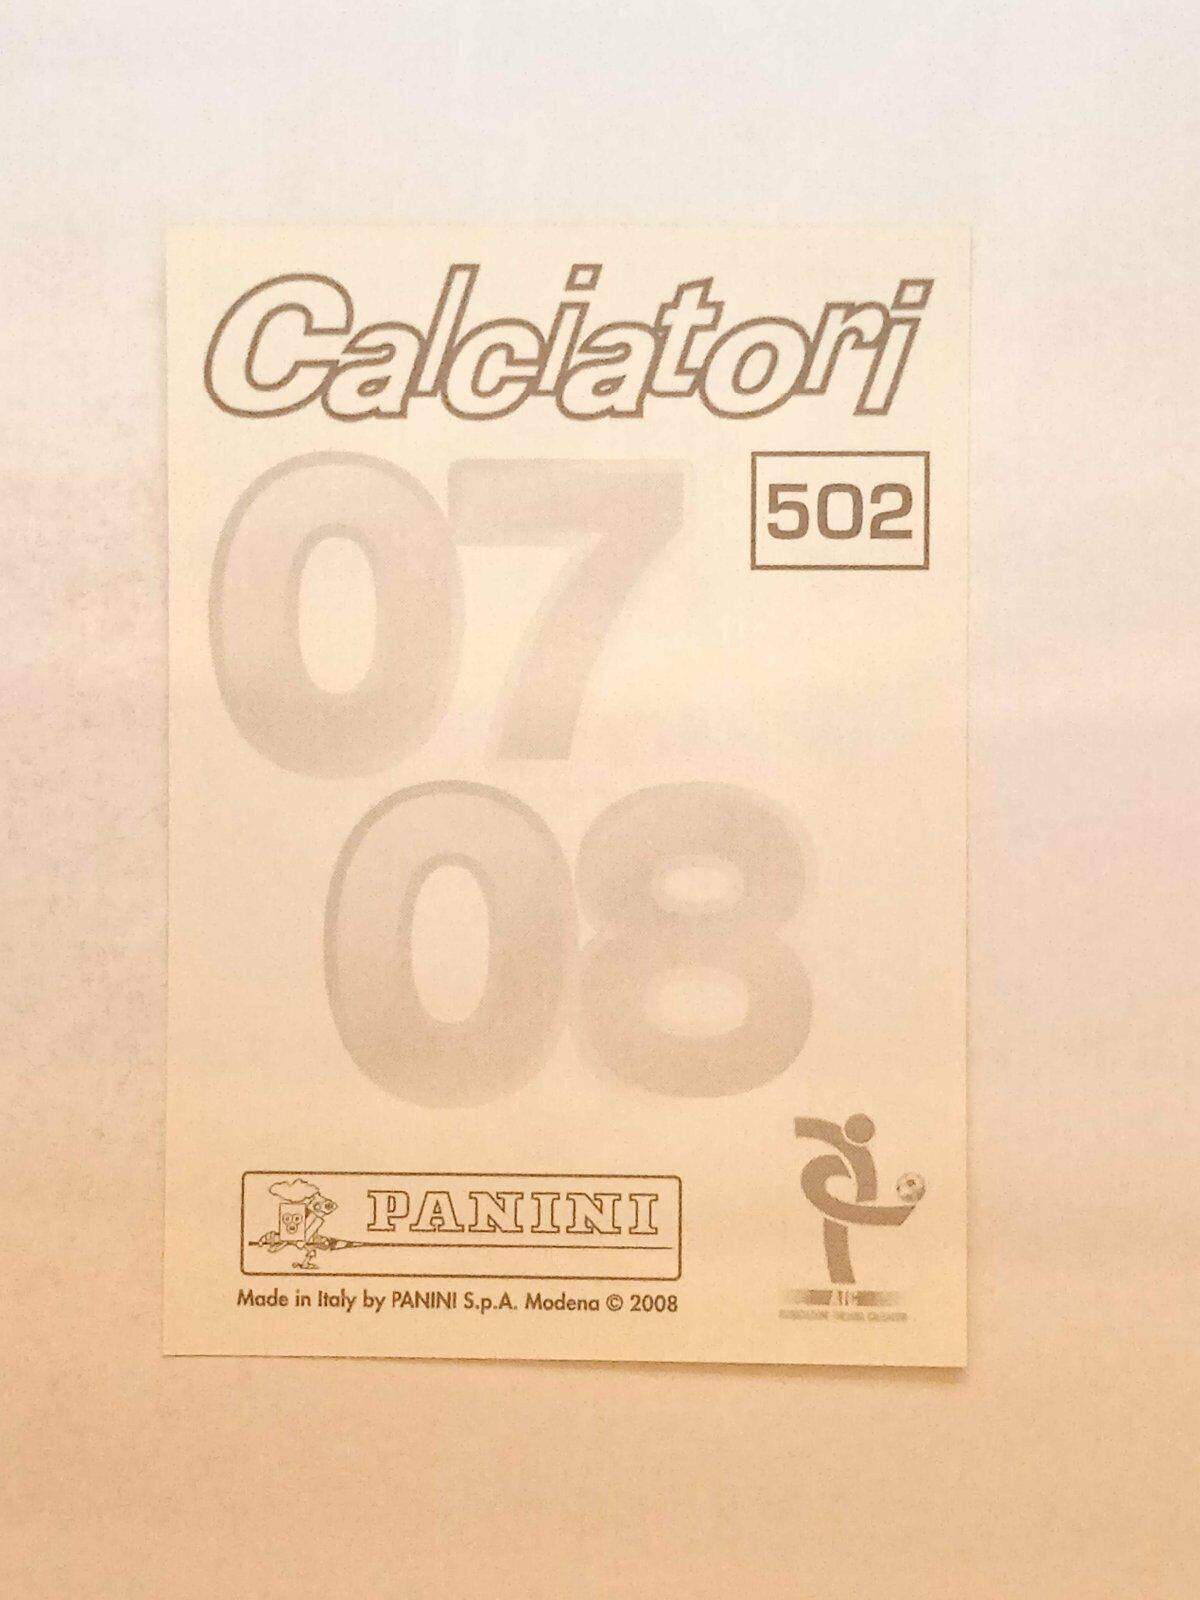 Calciatori
07
502
08
PANINI
Made in Italy by PANINI S.p.A. Modena © 2008